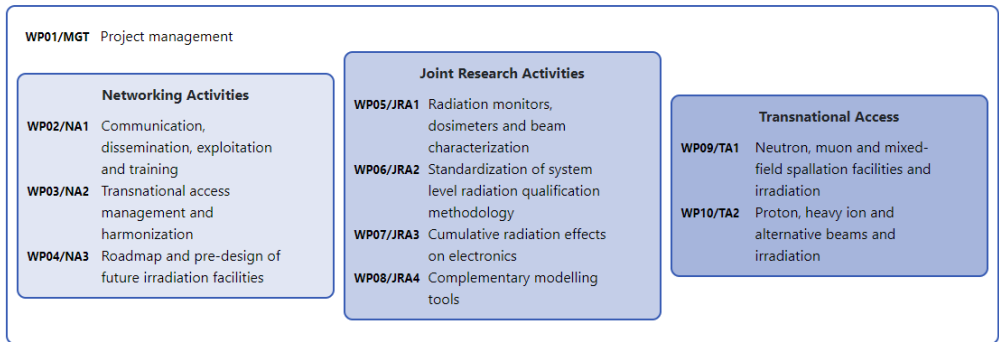 WP01/MGT Project management
Networking Activities
WP02/NA1 Communication,
dissemination, exploitation
and training
WP03/NA2 Transnational access
management and
harmonization
WP04/NA3 Roadmap and pre-design of
future irradiation facilities
Joint Research Activities
WP05/JRA1 Radiation monitors,
dosimeters and beam
characterization
WP06/JRA2 Standardization of system
level radiation qualification
methodology
WP07/JRA3 Cumulative radiation effects
on electronics
WP08/JRA4 Complementary modelling
tools
Transnational Access
WP09/TA1 Neutron, muon and mixed-
field spallation facilities and
irradiation
WP10/TA2 Proton, heavy ion and
alternative beams and
irradiation